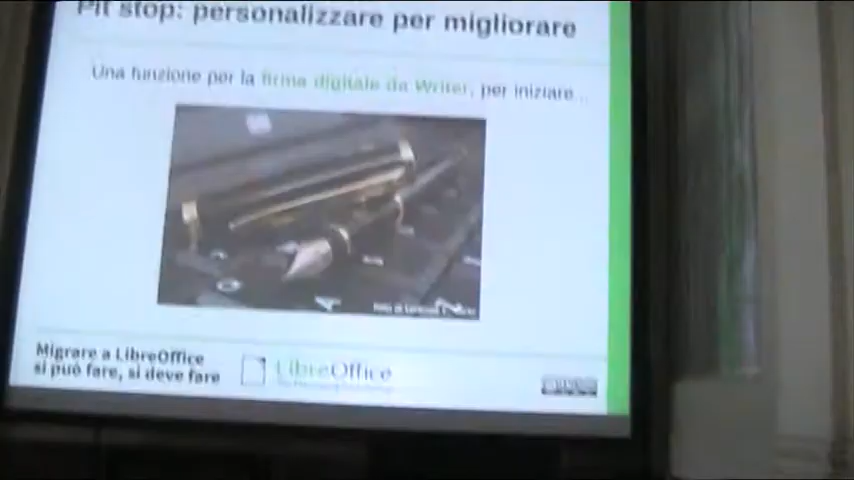 Pit stop: personalizzare per migliorare
Una funzione per la firma digitale da Writer, per iniziare...
Migrare a LibreOffice
si può fare, si deve fare
LibreOffice